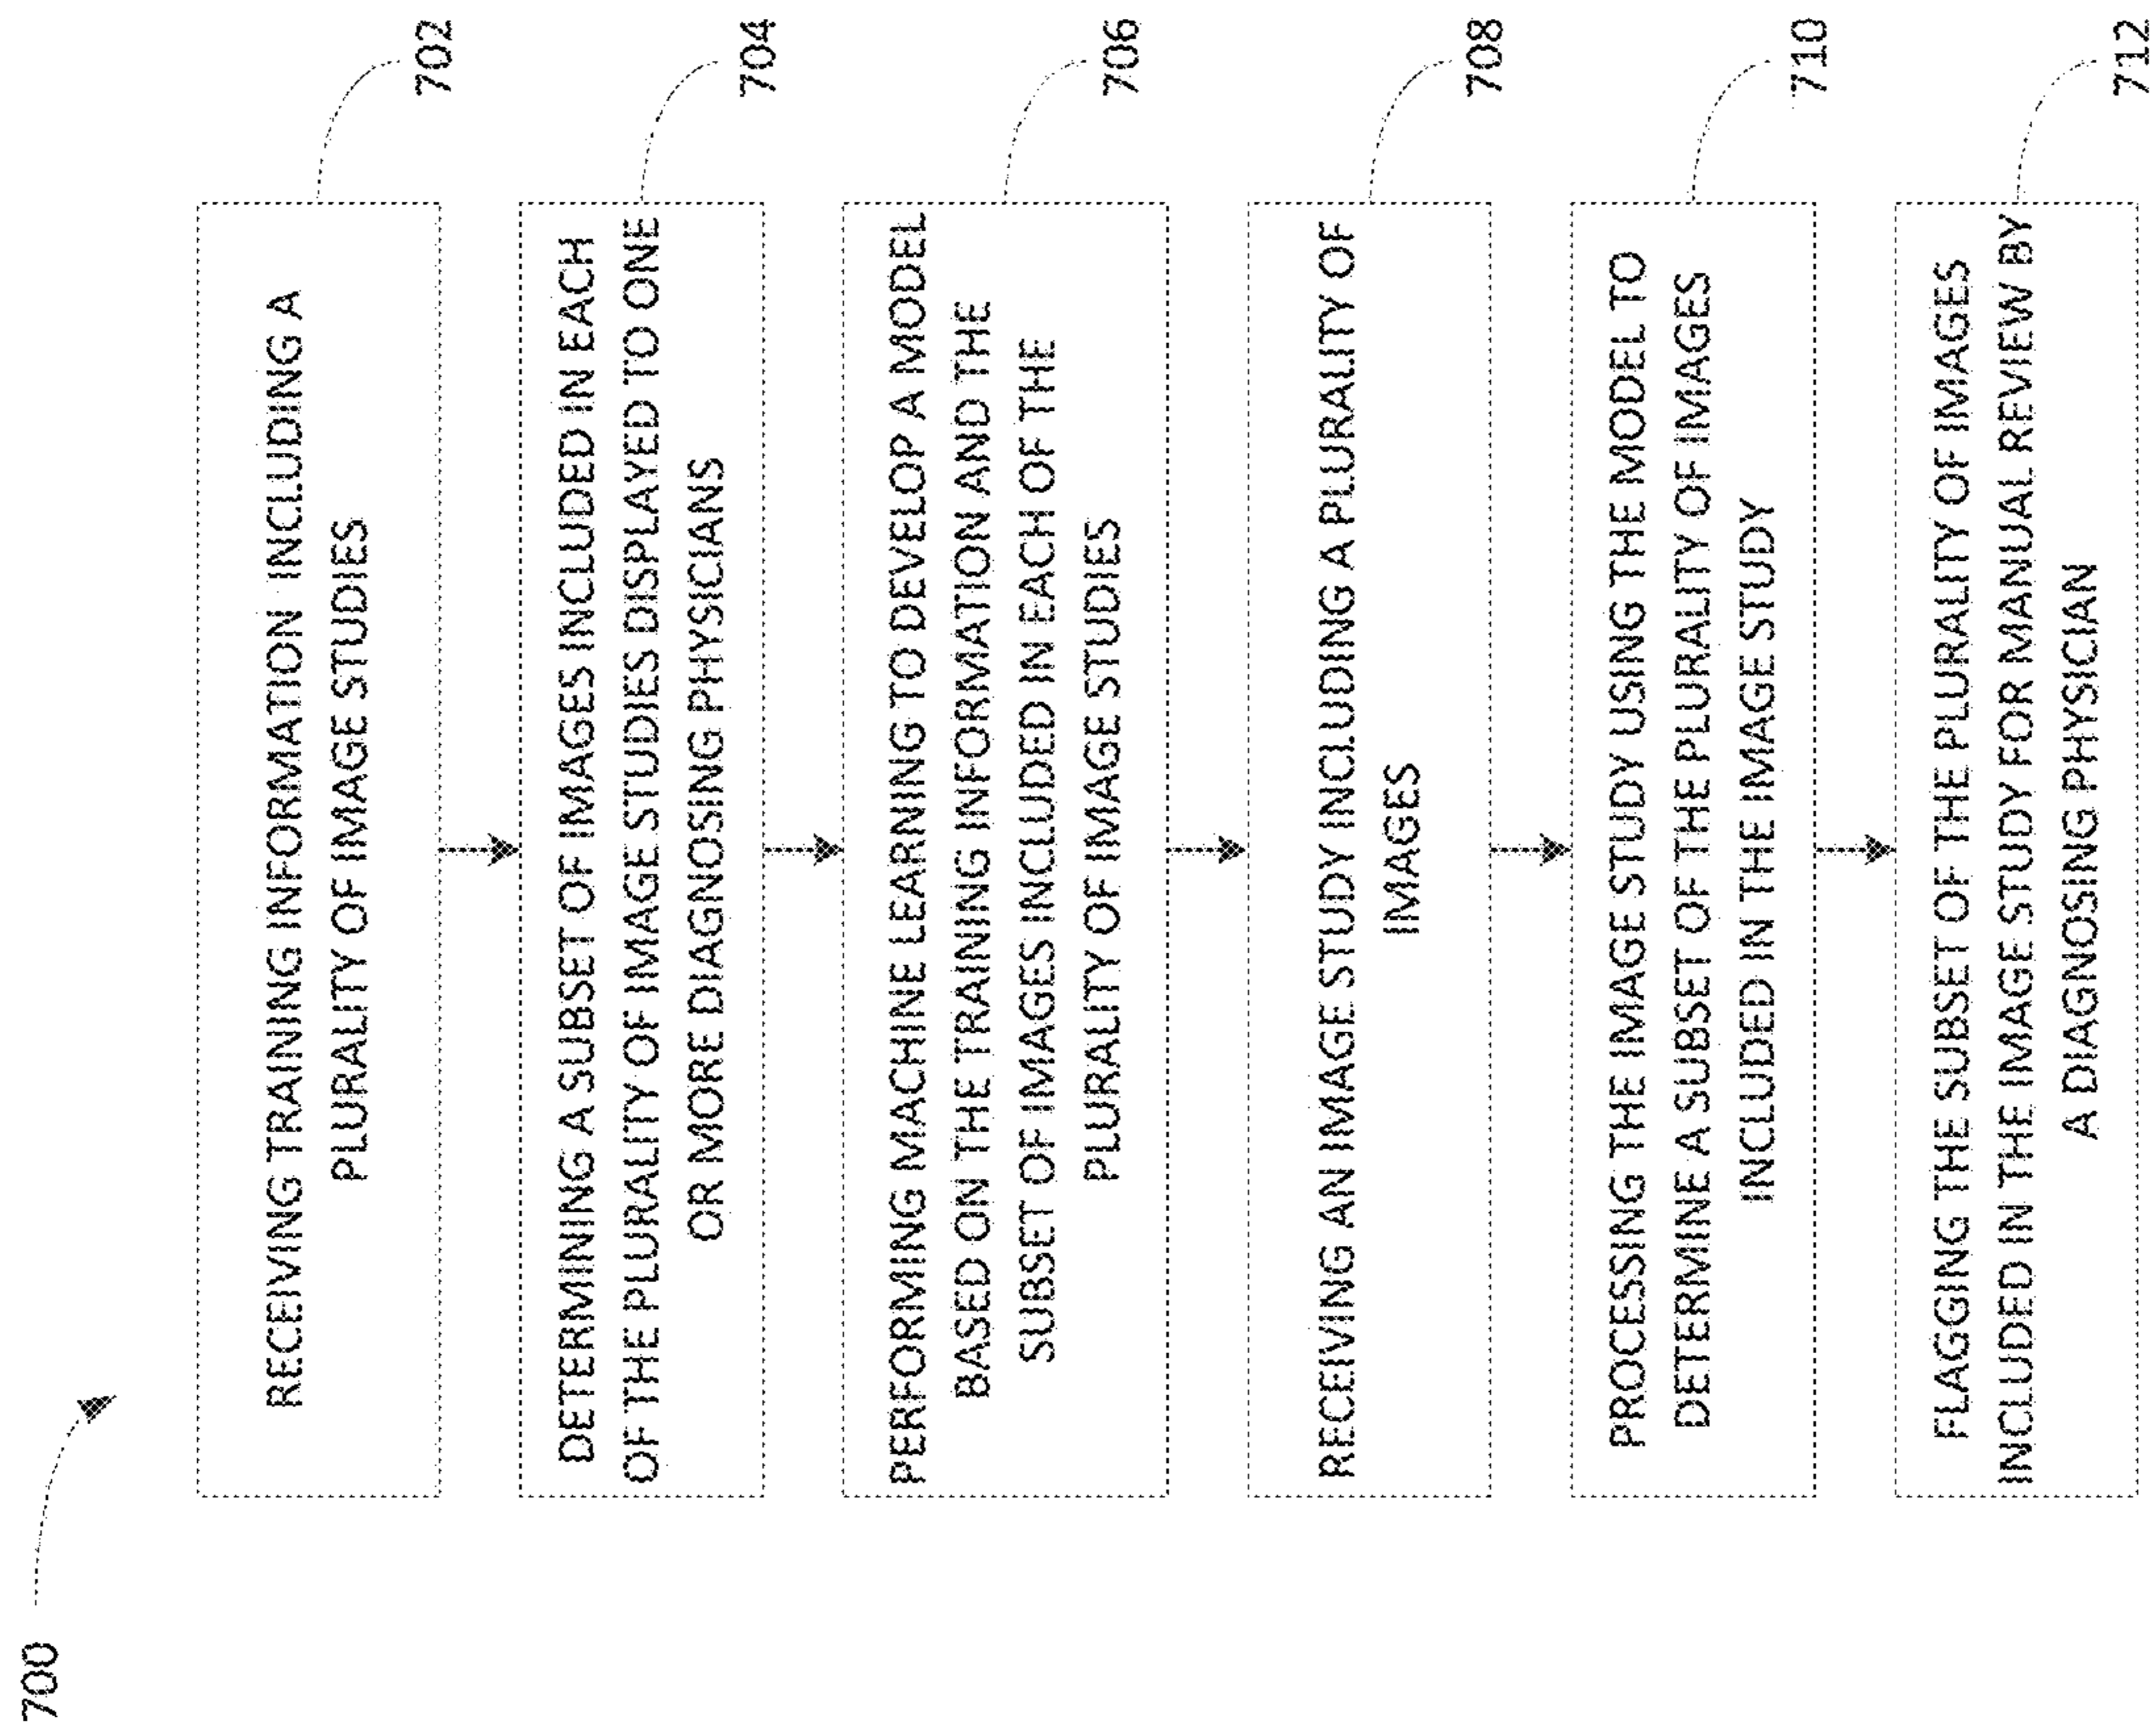 700
RECEIVING TRAINING INFORMATION INCLUDING A
PLURALITY OF IMAGE STUDIES
702
DETERMINING A SUBSET OF IMAGES INCLUDED IN EACH
OF THE PLURALITY OF IMAGE STUDIES DISPLAYED TO ONE
OR MORE DIAGNOSING PHYSICIANS
704
PERFORMING MACHINE LEARNING TO DEVELOP A MODEL
BASED ON THE TRAINING INFORMATION AND THE
SUBSET OF IMAGES INCLUDED IN EACH OF THE
PLURALITY OF IMAGE STUDIES
706
RECEIVING AN IMAGE STUDY INCLUDING A PLURALITY OF
IMAGES
708
PROCESSING THE IMAGE STUDY USING THE MODEL TO
DETERMINE A SUBSET OF THE PLURALITY OF IMAGES
INCLUDED IN THE IMAGE STUDY
710
FLAGGING THE SUBSET OF THE PLURALITY OF IMAGES
INCLUDED IN THE IMAGE STUDY FOR MANUAL REVIEW BY
A DIAGNOSING PHYSICIAN
712